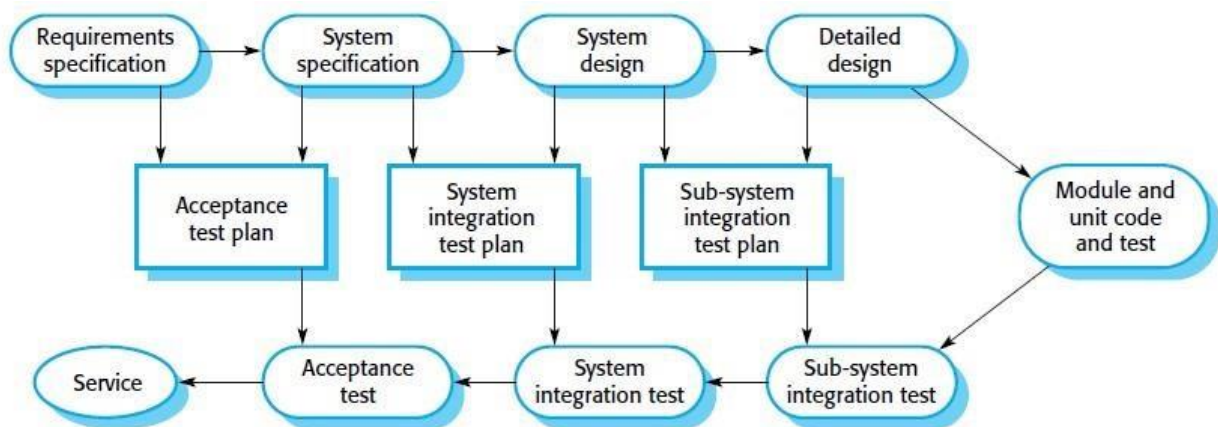 Requirements
specification
System
specification
System
design
Detailed
design
Acceptance
test plan
System
integration
test plan
Sub-system
integration
test plan
Module and
unit code
and test
Service
Acceptance
test
System
integration test
Sub-system
integration test